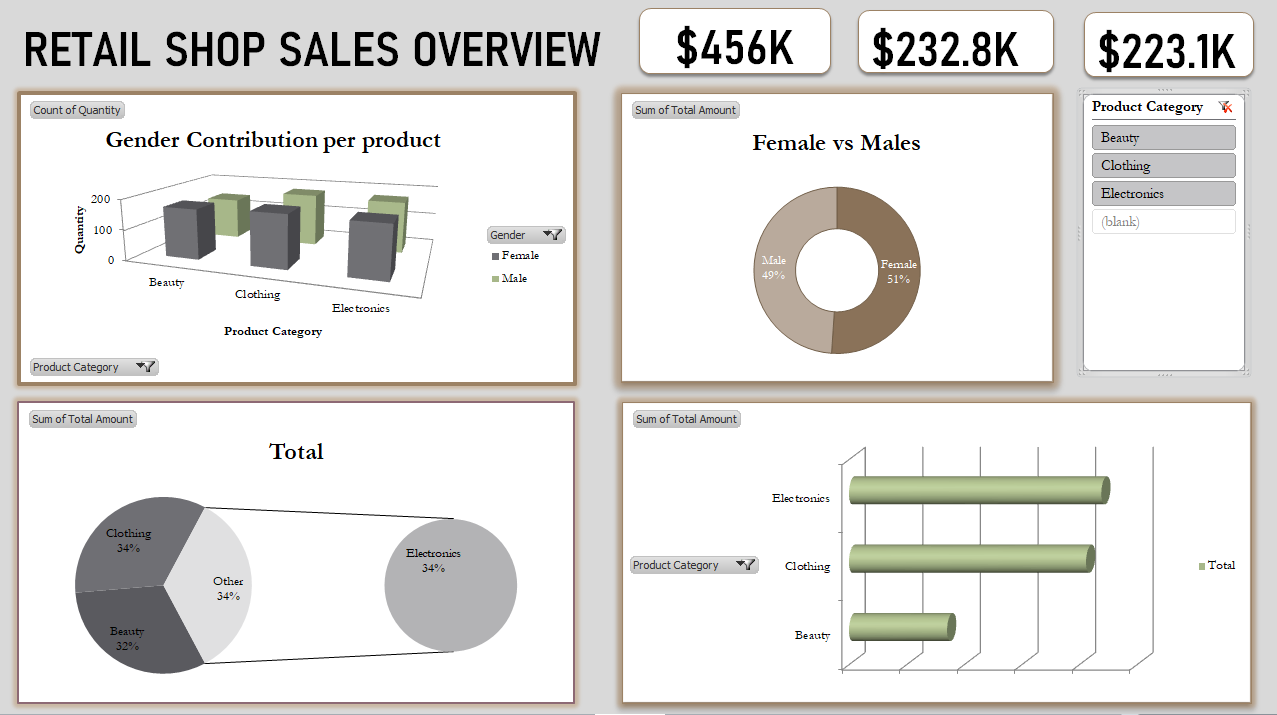 RETAIL SHOP SALES OVERVIEW
$456K
$232.8K
$223.1K
Count of Quantity
Gender Contribution per product
Quantity
200
100
0
Beauty
Clothing
Electronics
Product Category
Gender
Female
Male
Product Category
Sum of Total Amount
Female vs Males
Male
49%
Female
51%
Product Category
Beauty
Clothing
Electronics
(blank)
Sum of Total Amount
Total
Clothing
34%
Other
34%
Beauty
32%
Electronics
34%
Sum of Total Amount
Product Category
Electronics
Clothing
Beauty
Total